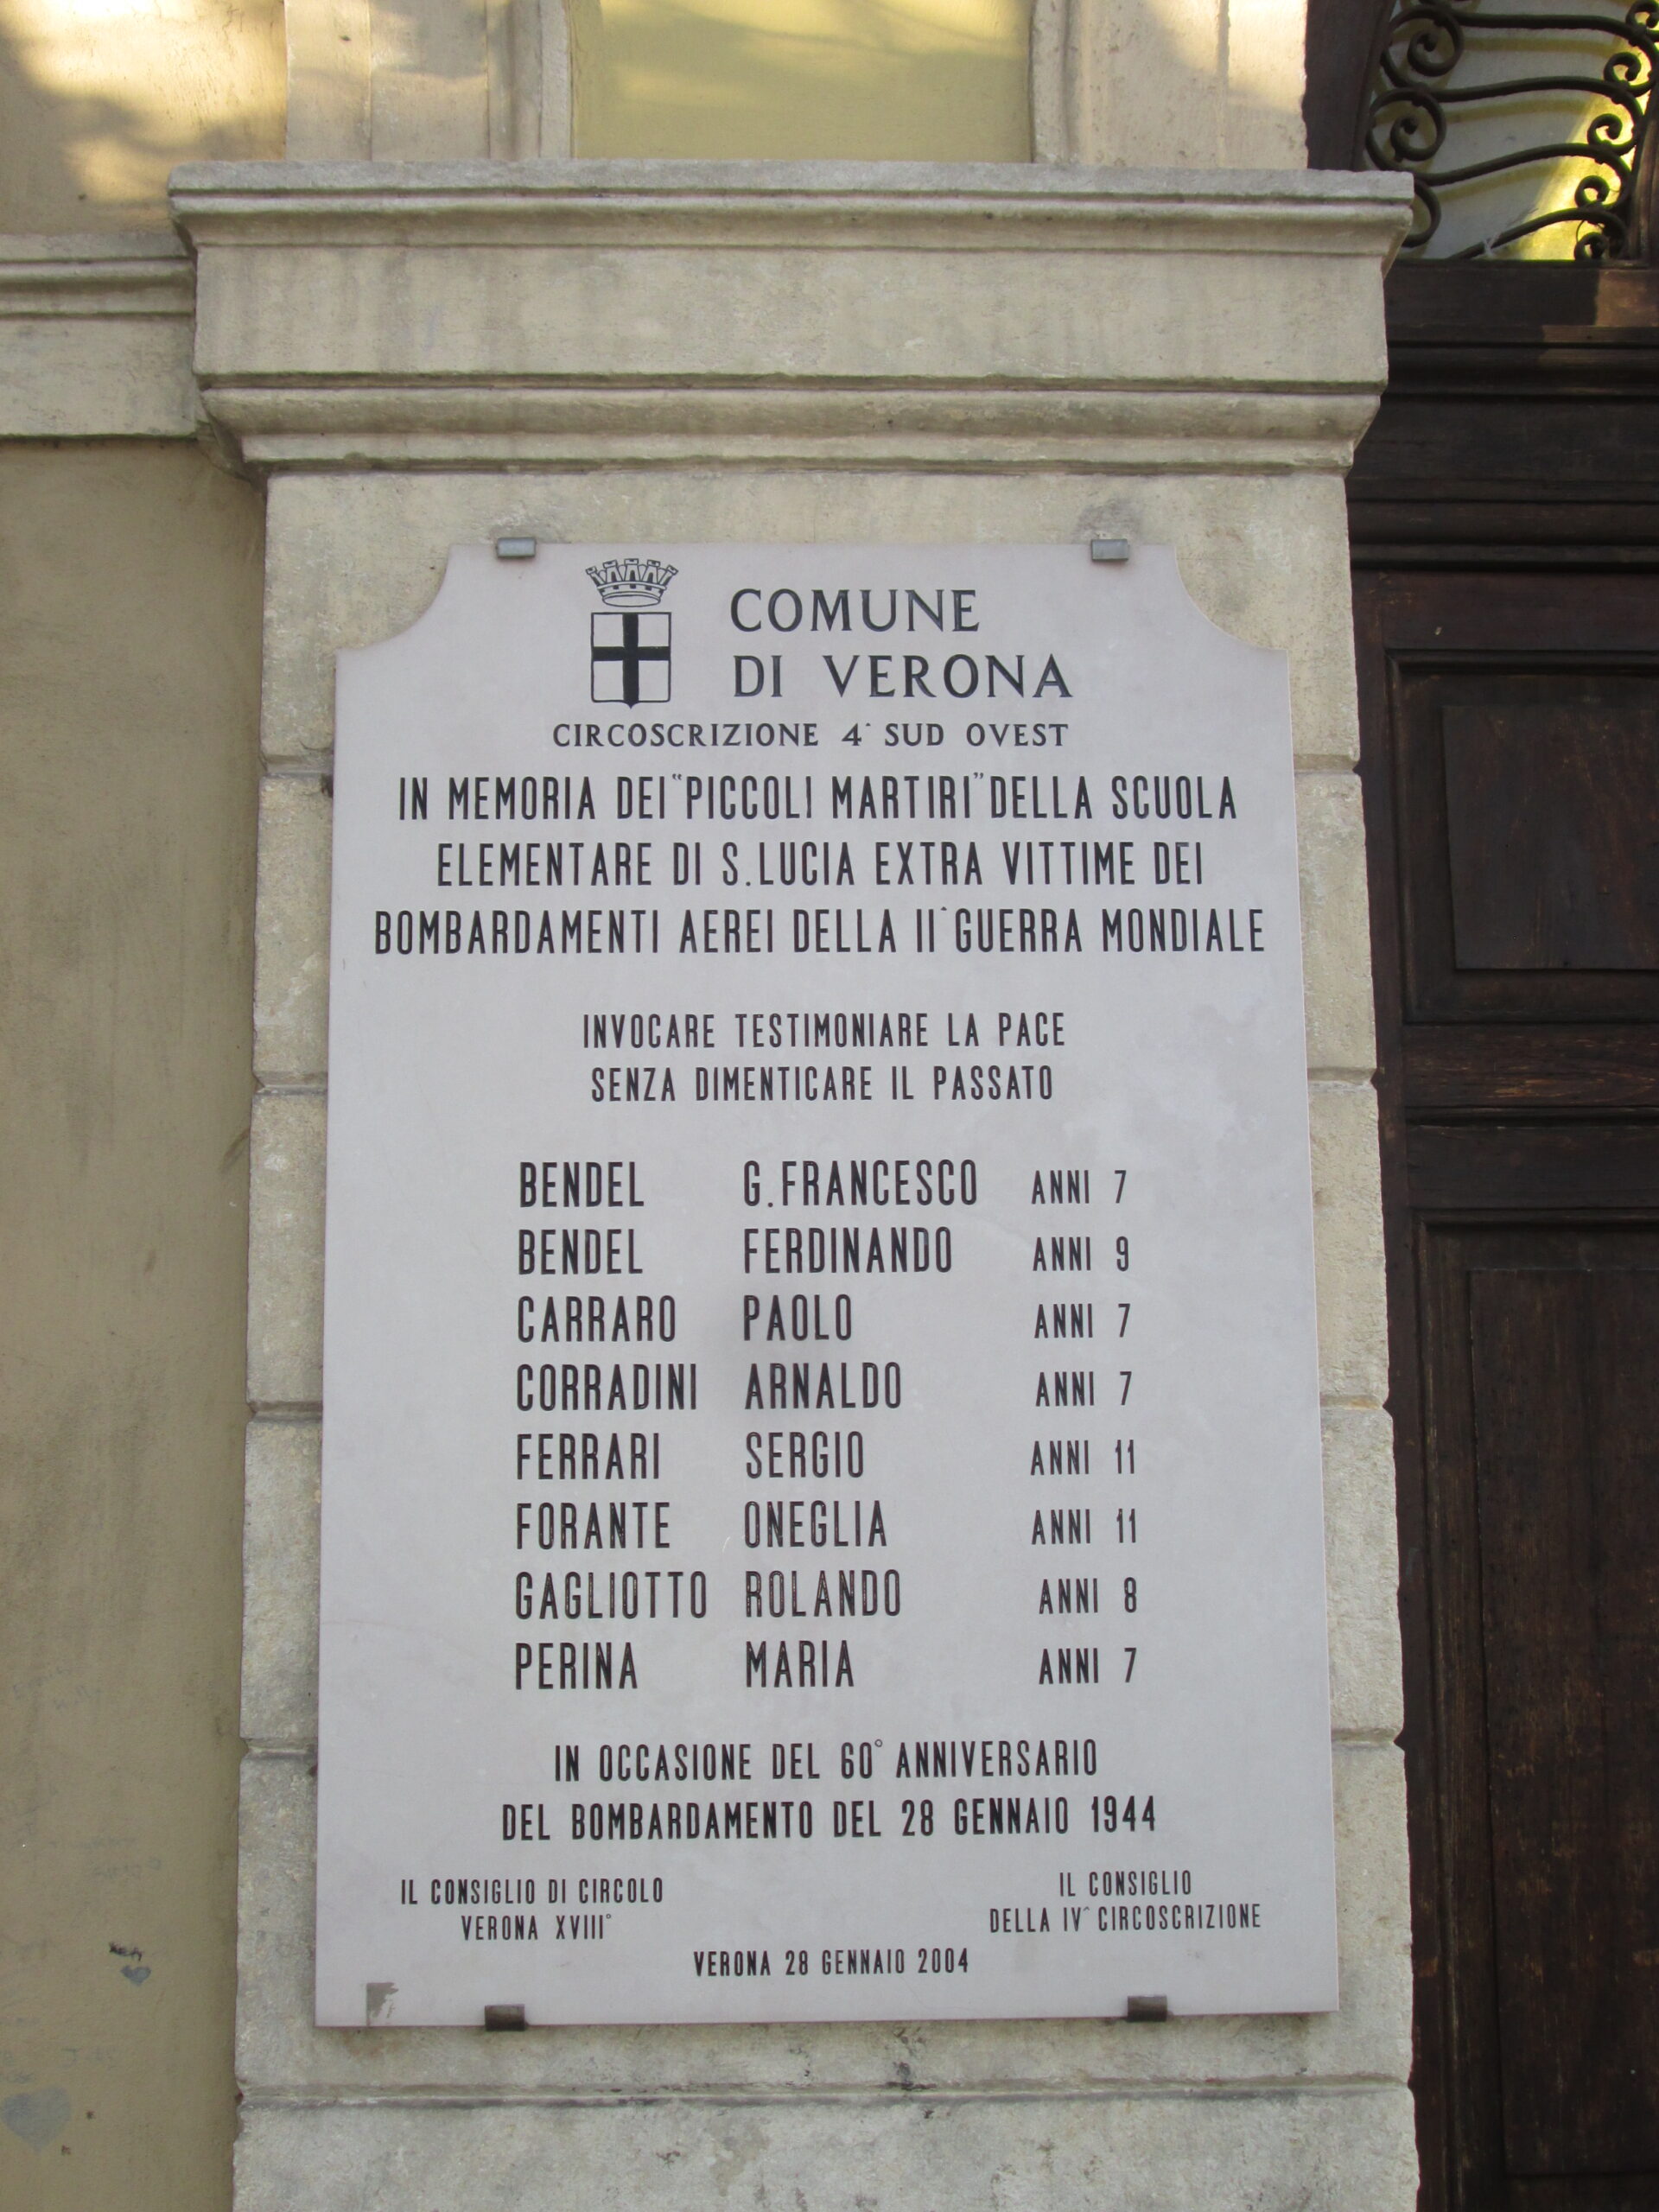 COMUNE
DI VERONA
CIRCOSCRIZIONE 4^ SUD OVEST
IN MEMORIA DEI "PICCOLI MARTIRI" DELLA SCUOLA
ELEMENTARE DI S.LUCIA EXTRA VITTIME DEI
BOMBARDAMENTI AEREI DELLA II^ GUERRA MONDIALE
INVOCARE TESTIMONIARE LA PACE
SENZA DIMENTICARE IL PASSATO
BENDEL G.FRANCESCO ANNI 7
BENDEL FERDINANDO ANNI 9
CARRARO PAOLO ANNI 7
CORRADINI ARNALDO ANNI 7
FERRARI SERGIO ANNI 11
FORANTE ONEGLIA ANNI 11
GAGLIOTTO ROLANDO ANNI 8
PERINA MARIA ANNI 7
IN OCCASIONE DEL 60° ANNIVERSARIO
DEL BOMBARDAMENTO DEL 28 GENNAIO 1944
IL CONSIGLIO DI CIRCOLO
VERONA XVIII°
IL CONSIGLIO
DELLA IV^ CIRCOSCRIZIONE
VERONA 28 GENNAIO 2004